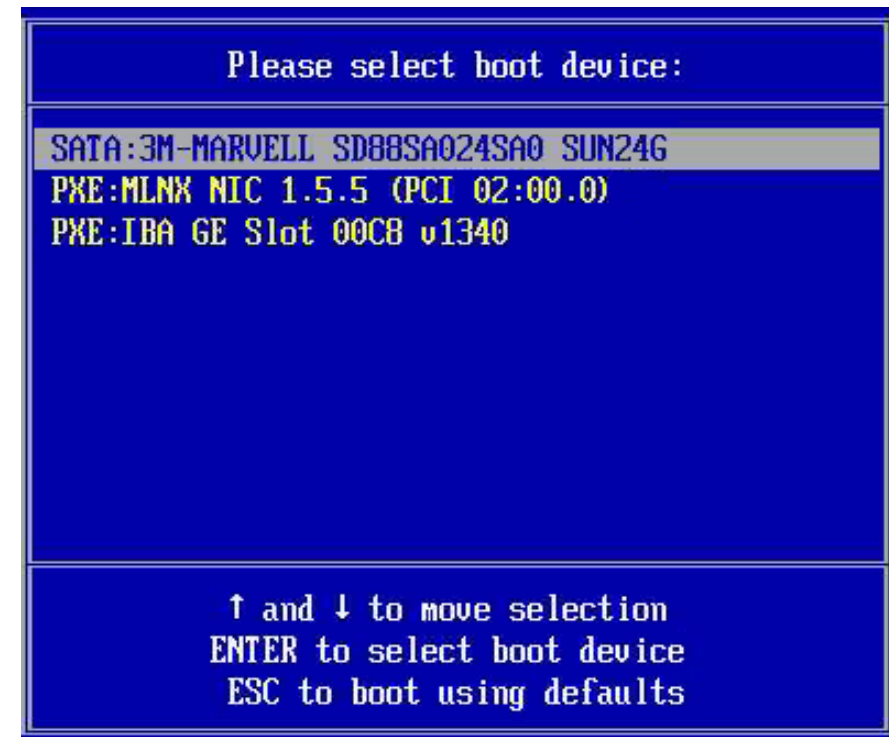 Please select boot device:
SATA:3M-MARVELL SD88SA024SA0 SUN24G
PXE:MLNX NIC 1.5.5 (PCI 02:00.0)
PXE:IBA GE Slot 00C8 v1340
↑ and ↓ to move selection
ENTER to select boot device
ESC to boot using defaults